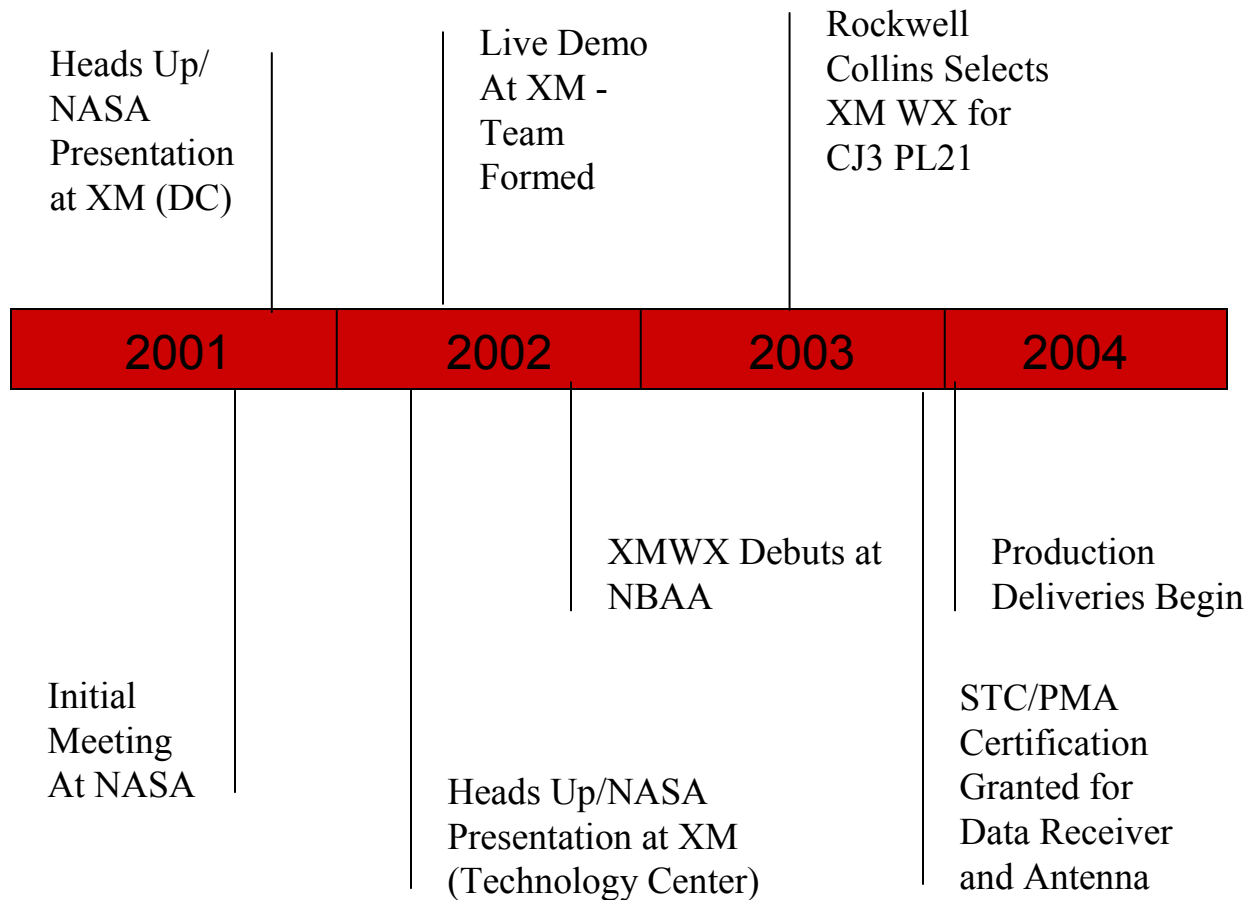 Heads Up/
NASA
Presentation
at XM (DC)
Live Demo
At XM -
Team
Formed
Rockwell
Collins Selects
XM WX for
CJ3 PL21
2001
2002
2003
2004
XMWX Debuts at
NBAA
Production
Deliveries Begin
Initial
Meeting
At NASA
Heads Up/NASA
Presentation at XM
(Technology Center)
STC/PMA
Certification
Granted for
Data Receiver
and Antenna